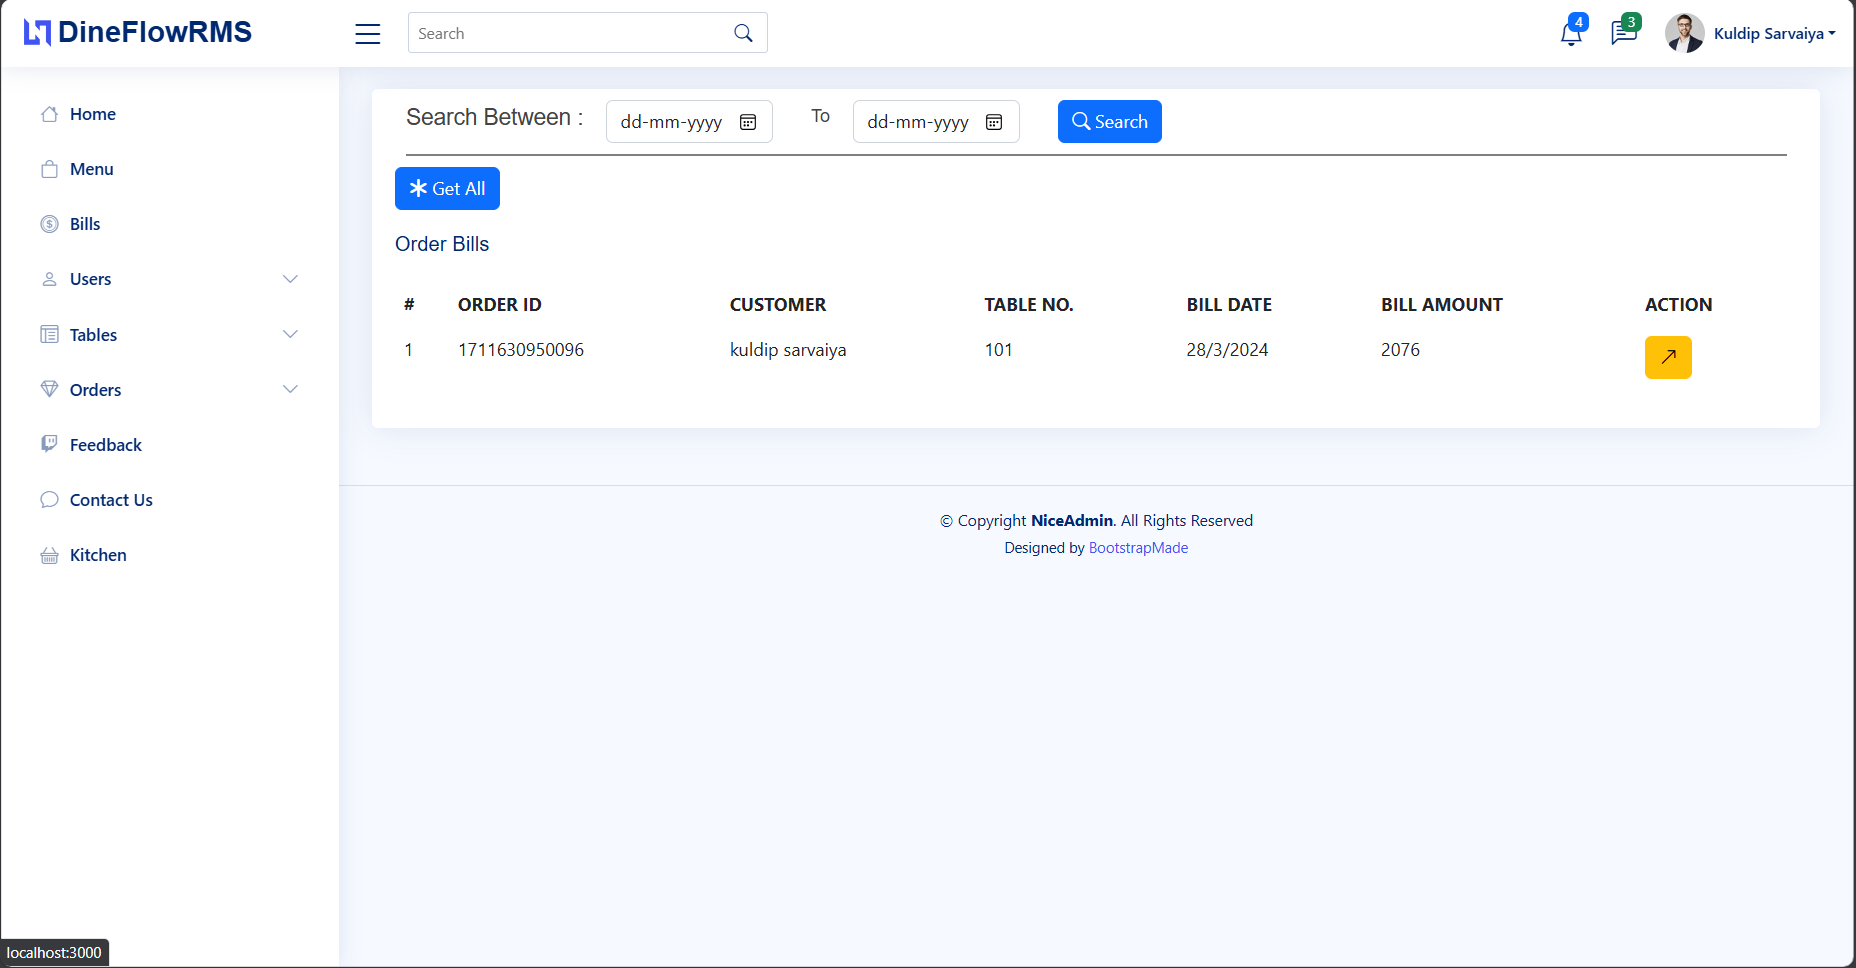 DineFlowRMS
Search
4
3
Kuldip Sarvaiya
Home
Menu
Bills
Users
Tables
Orders
Feedback
Contact Us
Kitchen
Search Between : dd-mm-yyyy To dd-mm-yyyy Search
Get All
Order Bills
# ORDER ID CUSTOMER TABLE NO. BILL DATE BILL AMOUNT ACTION
1 1711630950096 kuldip sarvaiya 101 28/3/2024 2076
© Copyright NiceAdmin. All Rights Reserved
Designed by BootstrapMade
localhost:3000